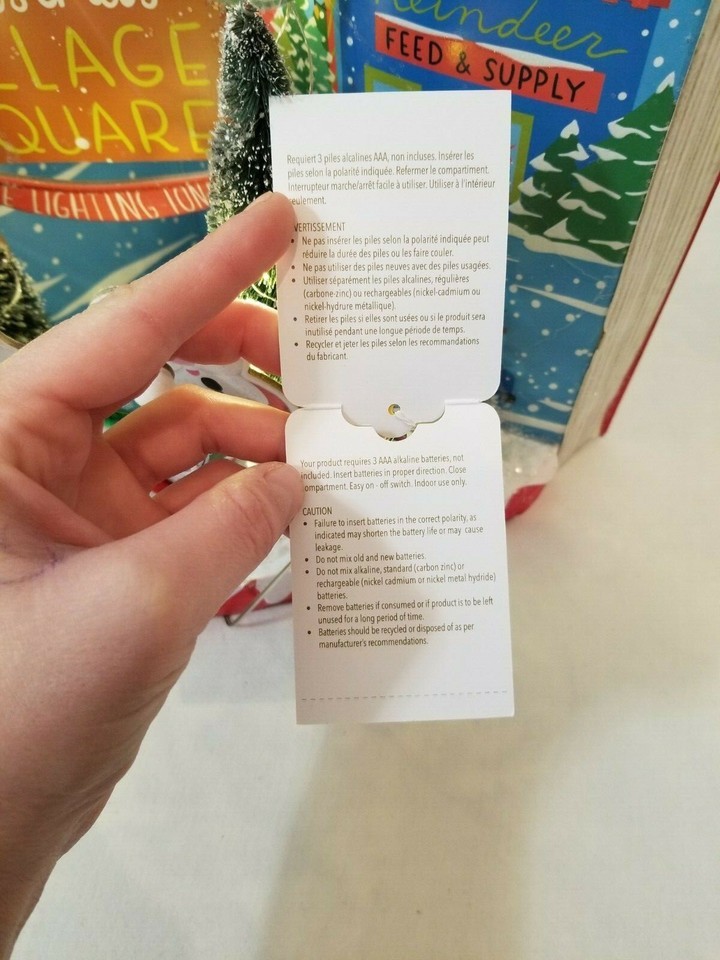 LLAGE
QUARE
E LIGHTING
Reindeer
FEED & SUPPLY
Requiert 3 piles alcalines AAA, non incluses. Insérer les
piles selon la polarité indiquée. Refermer le compartiment.
Interrupteur marche/arrêt facile à utiliser. Utiliser à l'intérieur
seulement.
VERTISSEMENT
• Ne pas insérer les piles selon la polarité indiquée peut
réduire la durée des piles ou les faire couler.
• Ne pas utiliser des piles neuves avec des piles usagées.
• Utiliser séparément les piles alcalines, régulières
(carbone-zinc) ou rechargeables (nickel-cadmium ou
nickel-hydrure métallique).
• Retirer les piles si elles sont usées ou si le produit sera
inutilisé pendant une longue période de temps.
• Recycler et jeter les piles selon les recommandations
du fabricant.
Your product requires 3 AAA alkaline batteries, not
included. Insert batteries in proper direction. Close
ompartment. Easy on - off switch. Indoor use only.
CAUTION
• Failure to insert batteries in the correct polarity, as
indicated may shorten the battery life or may cause
leakage.
• Do not mix old and new batteries.
• Do not mix alkaline, standard (carbon zinc) or
rechargeable (nickel cadmium or nickel metal hydride)
batteries.
• Remove batteries if consumed or if product is to be left
unused for a long period of time.
• Batteries should be recycled or disposed of as per
manufacturer's recommendations.